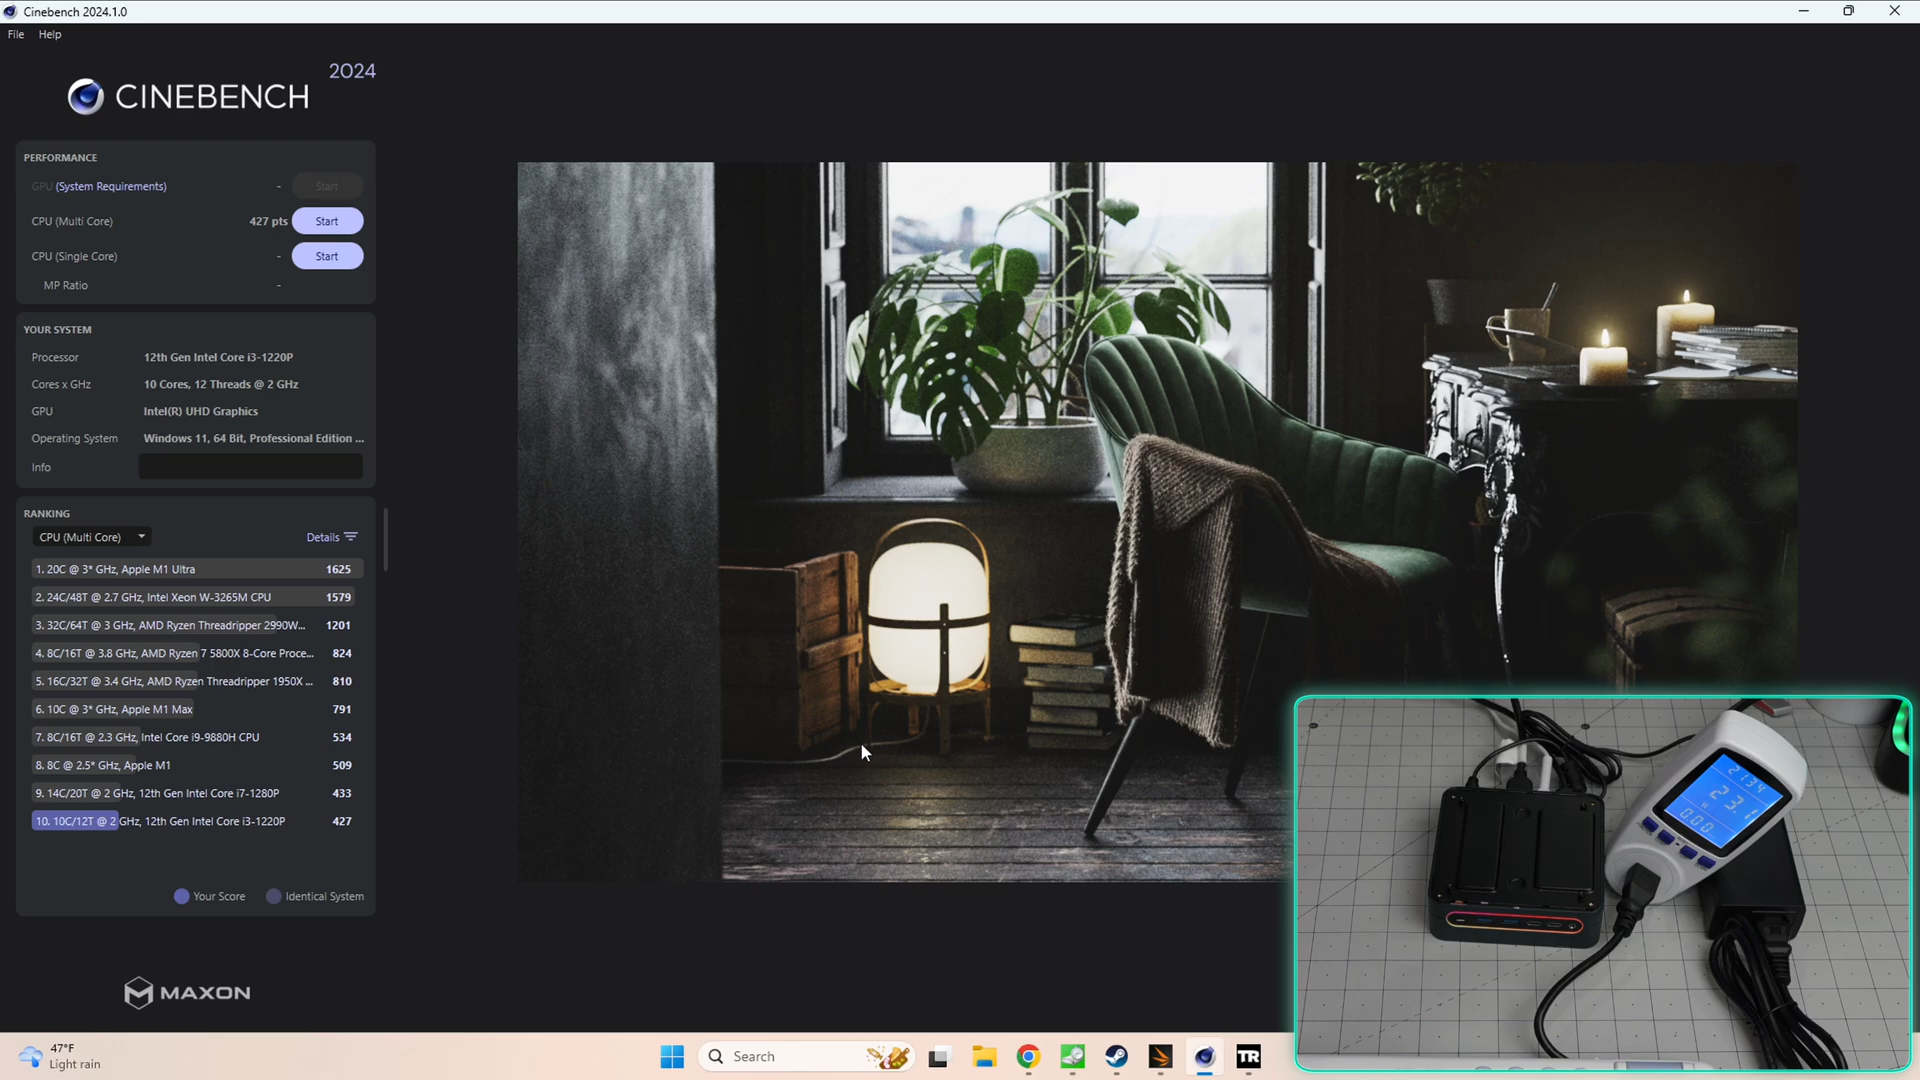 Cinebench 2024.1.0
File Help
CINEBENCH 2024
PERFORMANCE
GPU (System Requirements) - Start
CPU (Multi Core) 427 pts Start
CPU (Single Core) - Start
MP Ratio -
YOUR SYSTEM
Processor 12th Gen Intel Core i3-1220P
Cores x GHz 10 Cores, 12 Threads @ 2 GHz
GPU Intel(R) UHD Graphics
Operating System Windows 11, 64 Bit, Professional Edition ...
Info
RANKING
CPU (Multi Core) Details
1. 20C @ 3* GHz, Apple M1 Ultra 1625
2. 24C/48T @ 2.7 GHz, Intel Xeon W-3265M CPU 1579
3. 32C/64T @ 3 GHz, AMD Ryzen Threadripper 2990W... 1201
4. 8C/16T @ 3.8 GHz, AMD Ryzen 7 5800X 8-Core Proce... 824
5. 16C/32T @ 3.4 GHz, AMD Ryzen Threadripper 1950X ... 810
6. 10C @ 3* GHz, Apple M1 Max 791
7. 8C/16T @ 2.3 GHz, Intel Core i9-9880H CPU 534
8. 8C @ 2.5* GHz, Apple M1 509
9. 14C/20T @ 2 GHz, 12th Gen Intel Core i7-1280P 433
10. 10C/12T @ 2 GHz, 12th Gen Intel Core i3-1220P 427
Your Score Identical System
MAXON
21:34
W 23.1
0.00
47°F
Light rain
Search
TR